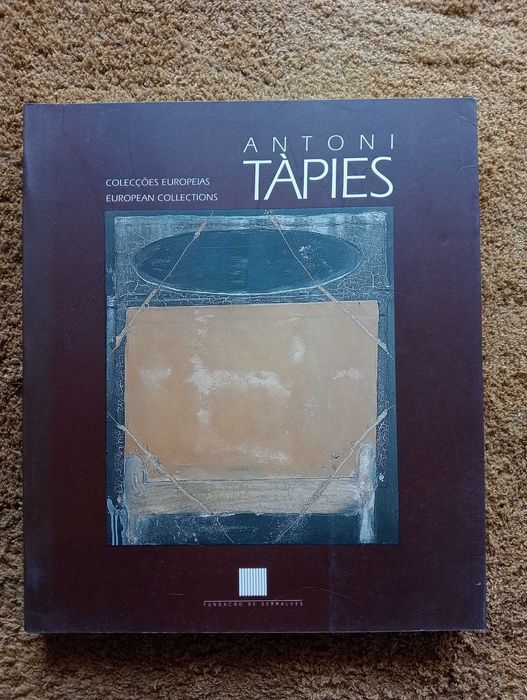 ANTONI
TÀPIES
COLECÇÕES EUROPEIAS
EUROPEAN COLLECTIONS
FUNDAÇÃO DE SERRALVES